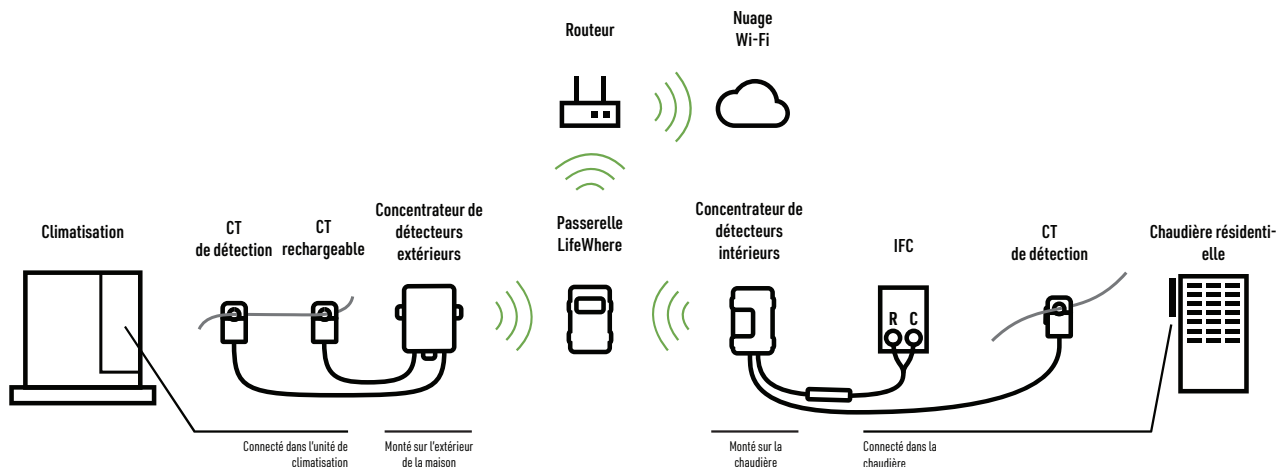 Routeur
Nuage
Wi-Fi
Climatisation
CT
de détection
CT
rechargeable
Concentrateur de
détecteurs
extérieurs
Passerelle
LifeWhere
Concentrateur de
détecteurs
intérieurs
IFC
CT
de détection
Chaudière résidenti-
elle
R C
Connecté dans l'unité de
climatisation
Monté sur l'extérieur
de la maison
Monté sur la
chaudière
Connecté dans la
chaudière